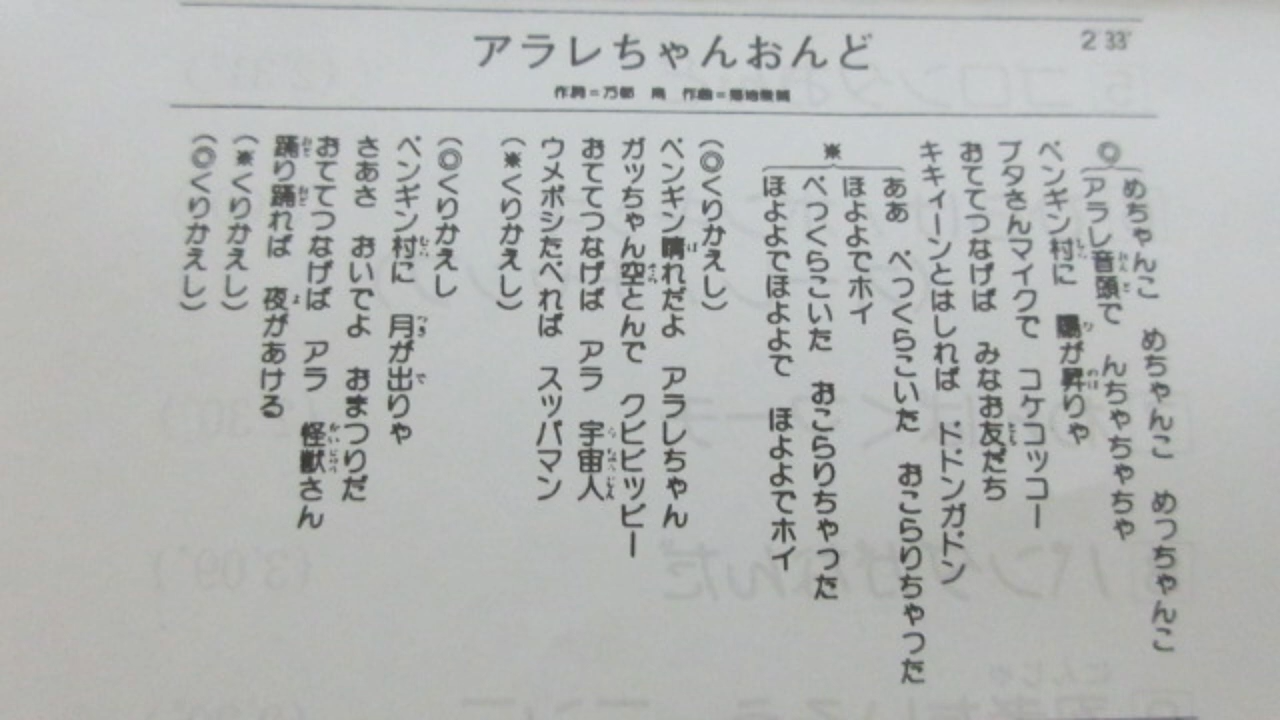 アラレちゃんおんど
2'33"
◎
めちゃんこ めちゃんこ めっちゃんこ
アラレ音頭で んちゃちゃちゃ
ペンギン村に 陽が昇りゃ
ブタさんマイクで コケコッコー
おててつなげば みなお友だち
キキィーンとはしれば ドドンガドン
※
ああ べっくらこいた おこらりちゃった
ほよよでホイ
べっくらこいた おこらりちゃった
ほよよでほよよで ほよよでホイ
(◎くりかえし)
ペンギン晴れだよ アラレちゃん
ガッちゃん空とんで クピピッピー
おててつなげば アラ 宇宙人
ウメボシたべれば スッパマン
(※くりかえし)
(◎くりかえし
ペンギン村に 月が出りゃ
さあさ おいでよ おまつりだ
おててつなげば アラ 怪獣さん
踊り踊れば 夜があける
(※くりかえし)
(◎くりかえし)